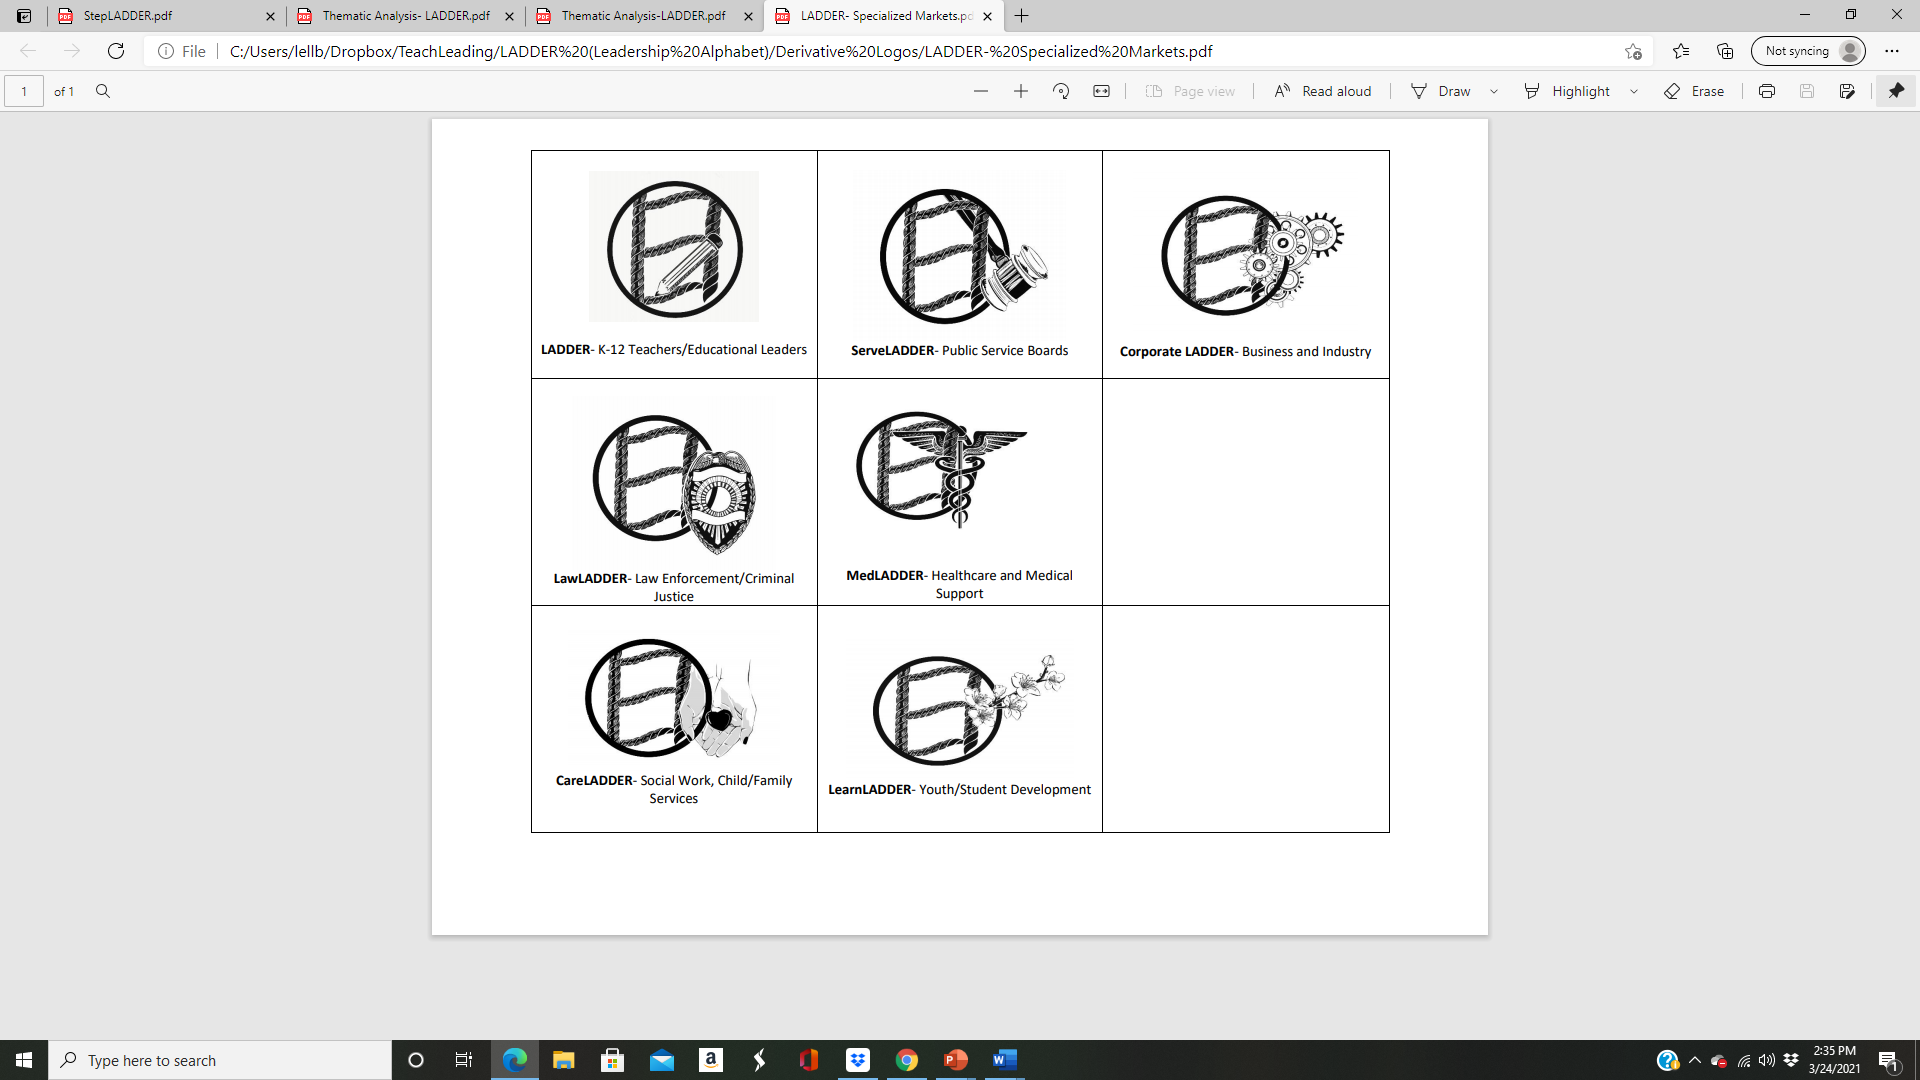 StepLADDER.pdf
Thematic Analysis- LADDER.pdf
Thematic Analysis-LADDER.pdf
LADDER- Specialized Markets.pd
File
C:/Users/lellb/Dropbox/TeachLeading/LADDER%20(Leadership%20Alphabet)/Derivative%20Logos/LADDER-%20Specialized%20Markets.pdf
Not syncing
1 of 1
Page view
Read aloud
Draw
Highlight
Erase
LADDER- K-12 Teachers/Educational Leaders
ServeLADDER- Public Service Boards
Corporate LADDER- Business and Industry
LawLADDER- Law Enforcement/Criminal
Justice
MedLADDER- Healthcare and Medical
Support
CareLADDER- Social Work, Child/Family
Services
LearnLADDER- Youth/Student Development
Type here to search
2:35 PM
3/24/2021
1